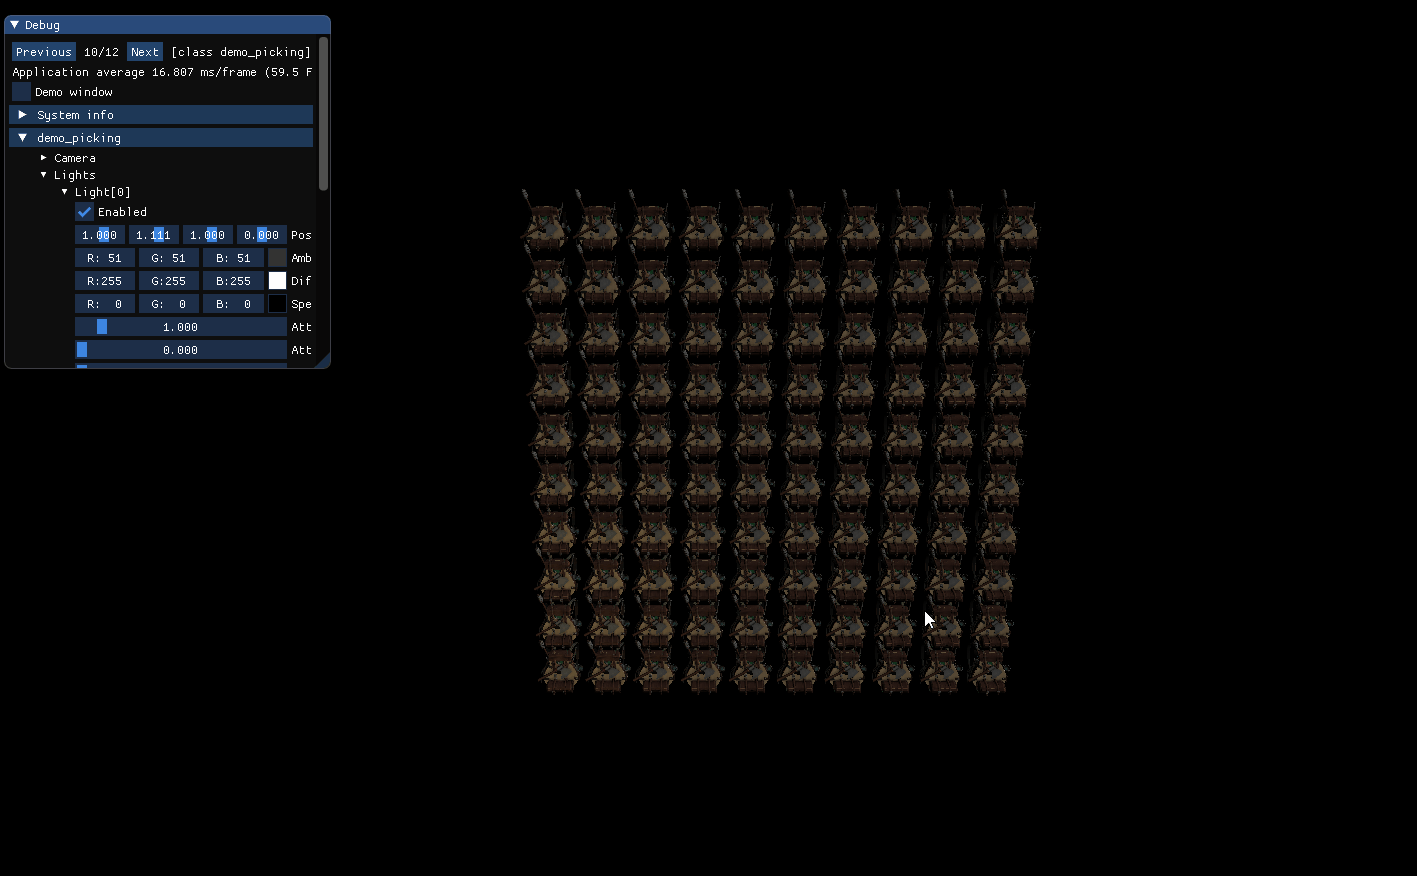 Debug
Previous 10/12 Next [class demo_picking]
Application average 16.807 ms/frame (59.5 F
Demo window
System info
demo_picking
Camera
Lights
Light[0]
Enabled
1.000 1.111 1.000 0.000 Pos
R: 51 G: 51 B: 51 Amb
R:255 G:255 B:255 Dif
R: 0 G: 0 B: 0 Spe
1.000 Att
0.000 Att